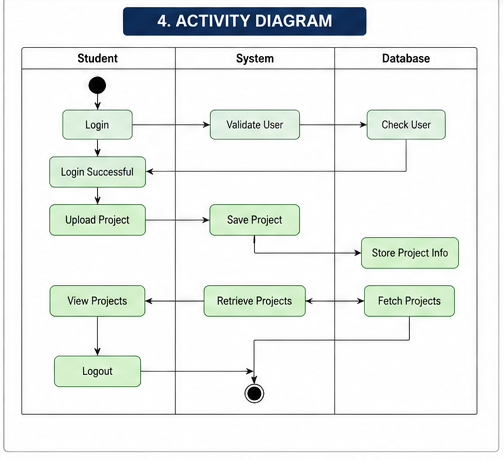 4. ACTIVITY DIAGRAM
Student System Database
Login Validate User Check User
Login Successful
Upload Project Save Project
Store Project Info
View Projects Retrieve Projects Fetch Projects
Logout